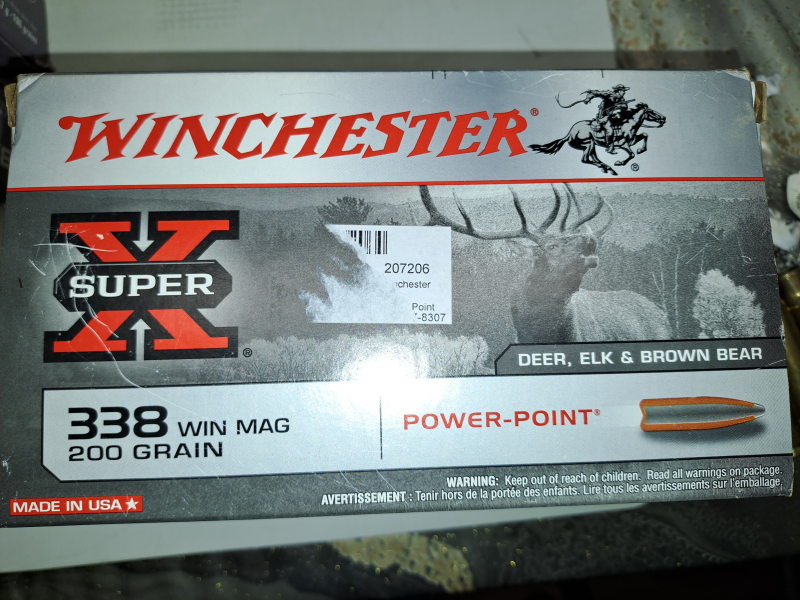 WINCHESTER®
®
SUPER X
®
207206
Point
-8307
DEER, ELK & BROWN BEAR
338 WIN MAG
200 GRAIN
POWER-POINT®
WARNING: Keep out of reach of children. Read all warnings on package.
AVERTISSEMENT : Tenir hors de la portée des enfants. Lire tous les avertissements sur l'emballage.
MADE IN USA